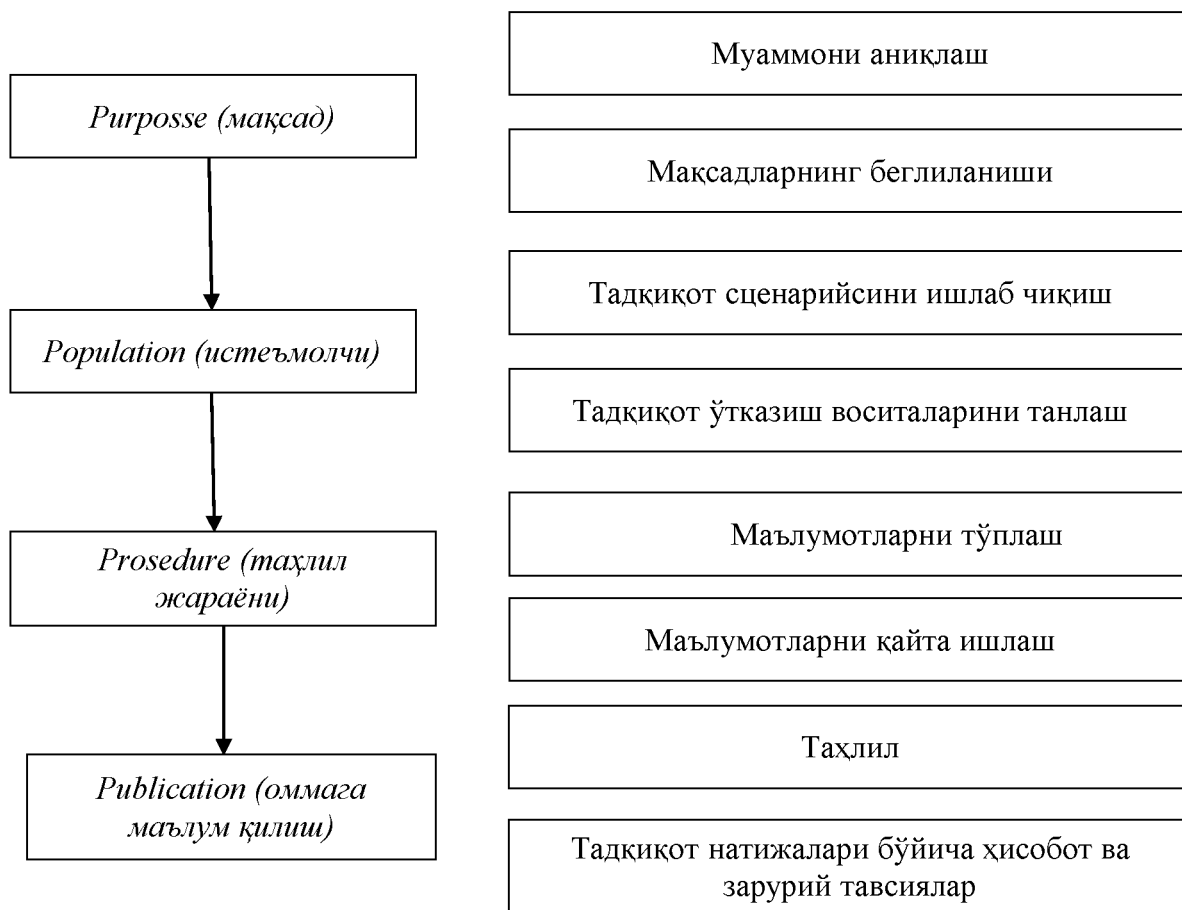 Purposse (мақсад)
Population (истеъмолчи)
Prosedure (таҳлил
жараёни)
Publication (оммага
маълум қилиш)
Муаммони аниқлаш
Мақсадларнинг беглиланиши
Тадқиқот сценарийсини ишлаб чиқиш
Тадқиқот ўтказиш воситаларини танлаш
Маълумотларни тўплаш
Маълумотларни қайта ишлаш
Таҳлил
Тадқиқот натижалари бўйича ҳисобот ва
зарурий тавсиялар